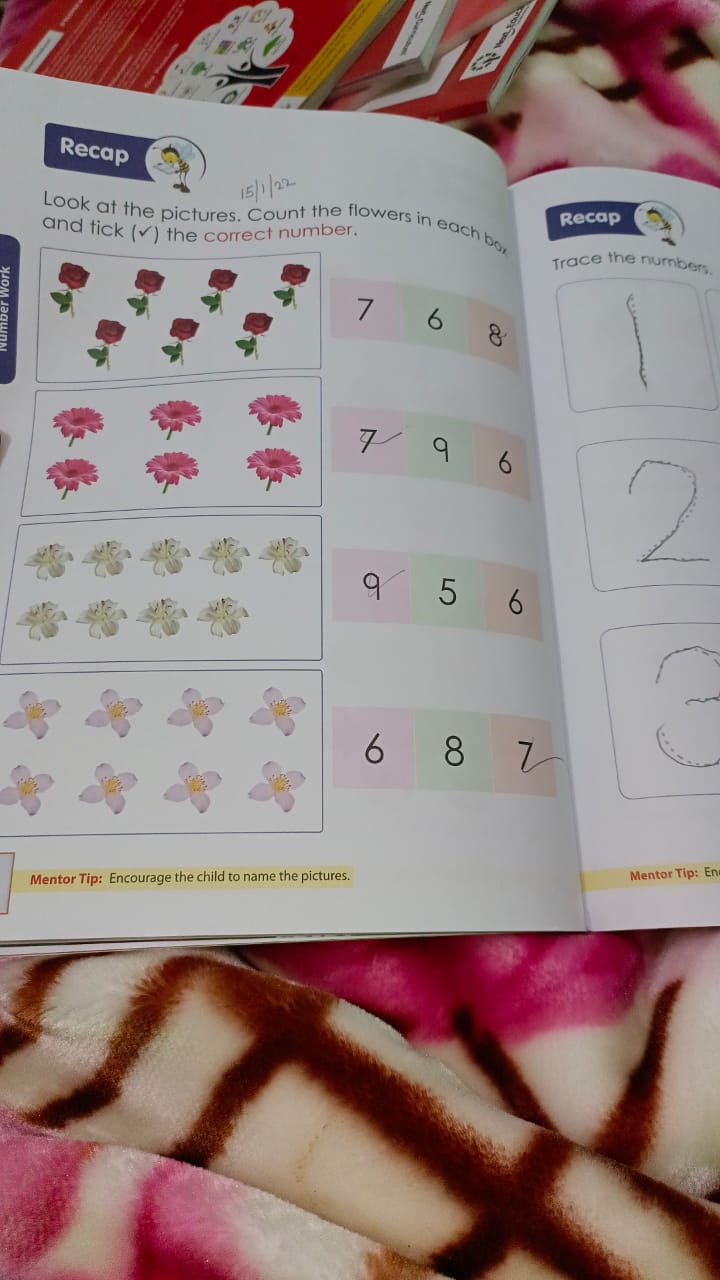 Recap
15/1/22
Look at the pictures. Count the flowers in each box
and tick (✓) the correct number.
Number Work
7 6 8
7 9 6
9 5 6
6 8 7
Mentor Tip: Encourage the child to name the pictures.
Recap
Trace the numbers.
1
2
3
Mentor Tip: